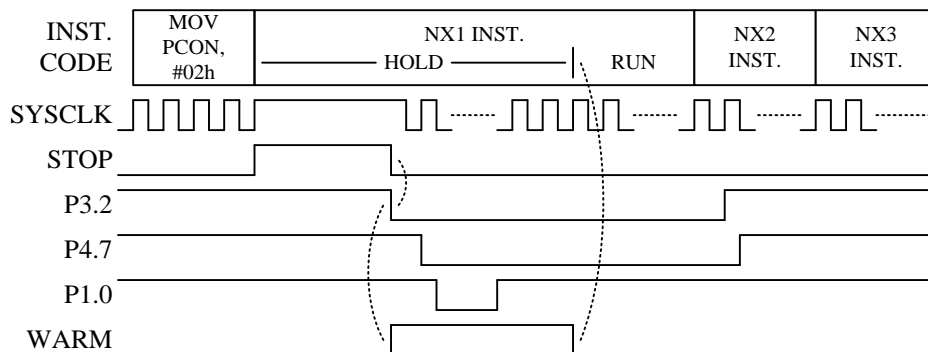 INST.
CODE
MOV
PCON,
#02h
NX1 INST.
HOLD
RUN
NX2
INST.
NX3
INST.
SYSCLK
STOP
P3.2
P4.7
P1.0
WARM